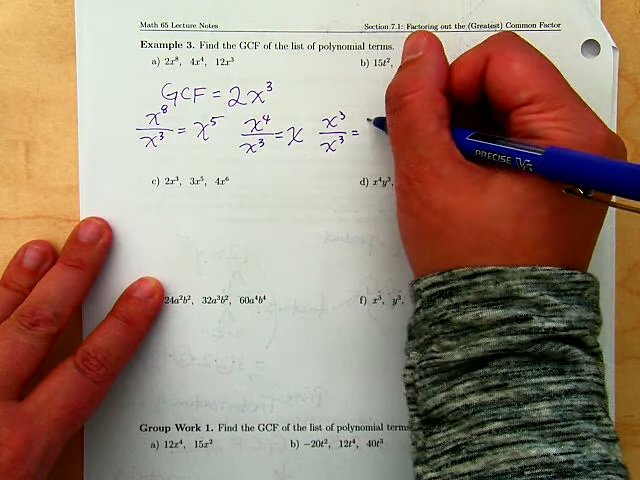 Math 65 Lecture Notes Section 7.1: Factoring out the (Greatest) Common Factor
Example 3. Find the GCF of the list of polynomial terms.
a) 2x⁸, 4x⁴, 12x³ b) 15t²,
GCF = 2x³
x⁸/x³ = x⁵ x⁴/x³ = x x³/x³ =
PRECISE V5
c) 2x³, 3x⁵, 4x⁶ d) x⁴y³,
24a²b², 32a³b², 60a⁴b⁴ f) x³, y³,
Group Work 1. Find the GCF of the list of polynomial terms
a) 12x⁴, 15x² b) −20t², 12t⁴, 40t³